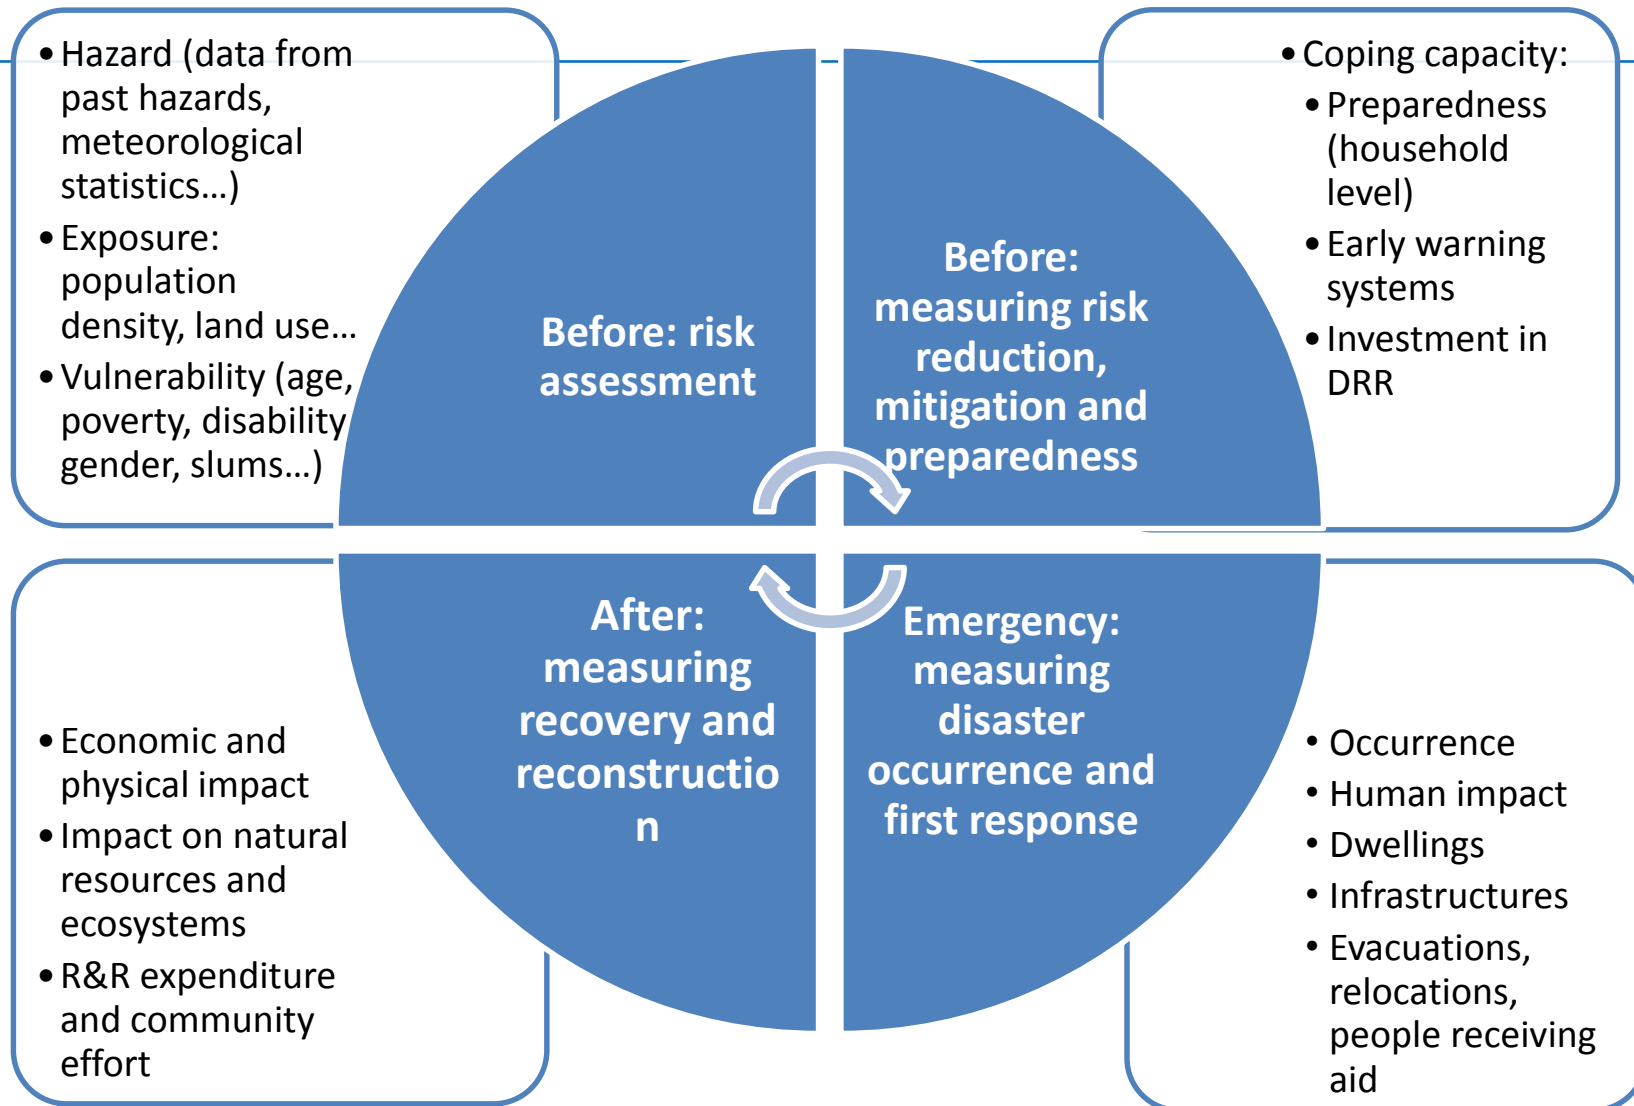 • Hazard (data from
past hazards,
meteorological
statistics…)
• Exposure:
population
density, land use…
• Vulnerability (age,
poverty, disability
gender, slums…)
Before: risk
assessment
Before:
measuring risk
reduction,
mitigation and
preparedness
• Coping capacity:
• Preparedness
(household
level)
• Early warning
systems
• Investment in
DRR
• Economic and
physical impact
• Impact on natural
resources and
ecosystems
• R&R expenditure
and community
effort
After:
measuring
recovery and
reconstructio
n
Emergency:
measuring
disaster
occurrence and
first response
• Occurrence
• Human impact
• Dwellings
• Infrastructures
• Evacuations,
relocations,
people receiving
aid